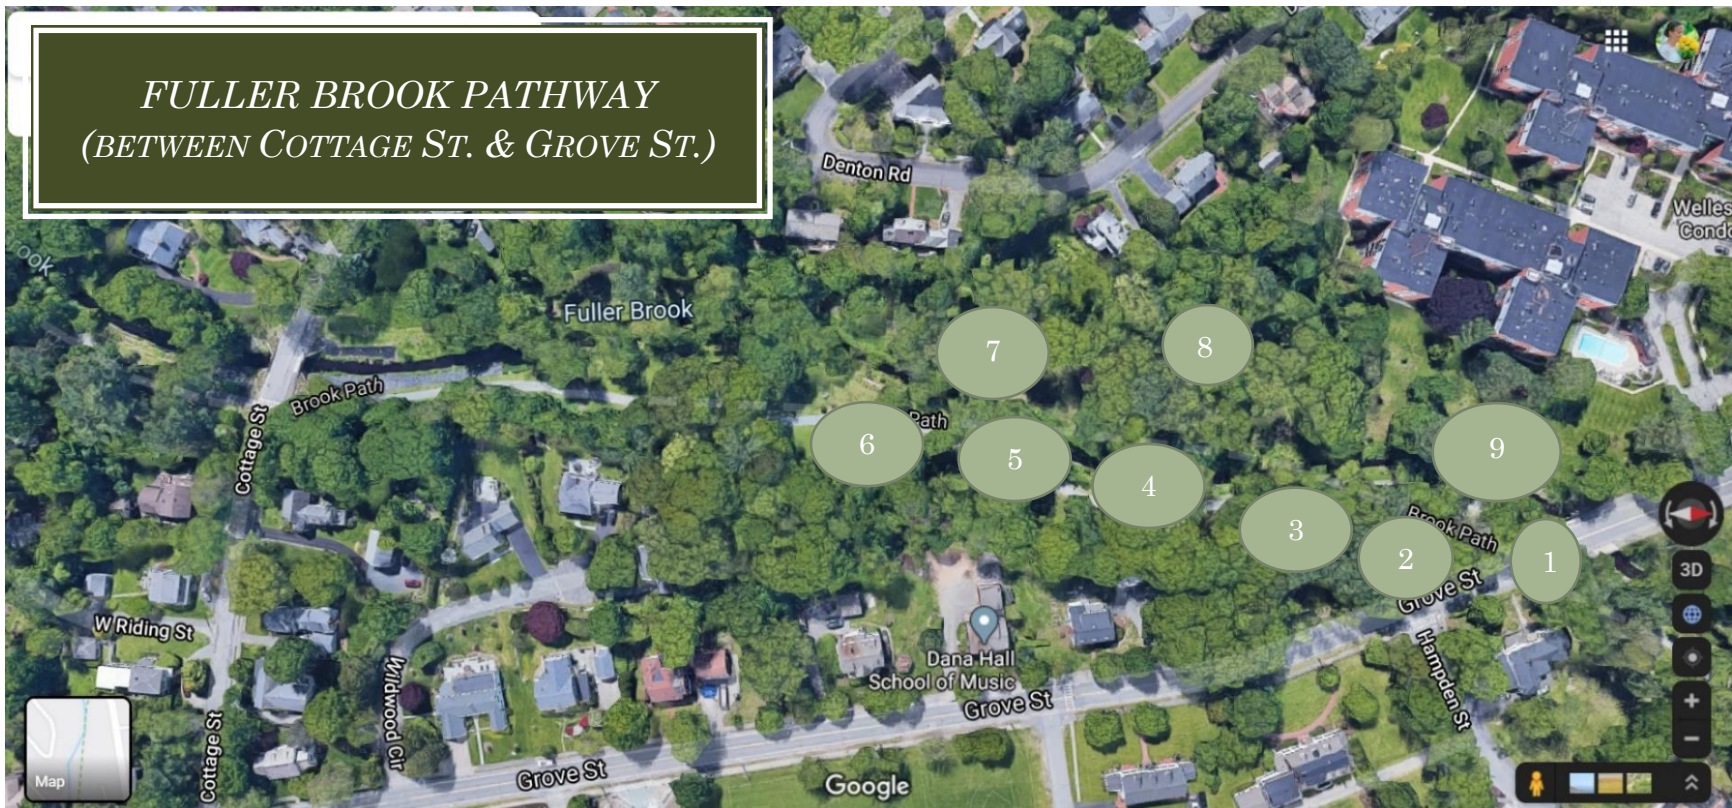 FULLER BROOK PATHWAY
(BETWEEN COTTAGE ST. & GROVE ST.)
Denton Rd
Welles
Condo
ook
Fuller Brook
7
8
Brook Path
Path
Cottage St
6
5
4
9
3
Brook Path
2
1
Grove St
3D
W Riding St
Dana Hall
School of Music
Hampden St
Wildwood Cir
Grove St
Cottage St
Grove St
Map
Google